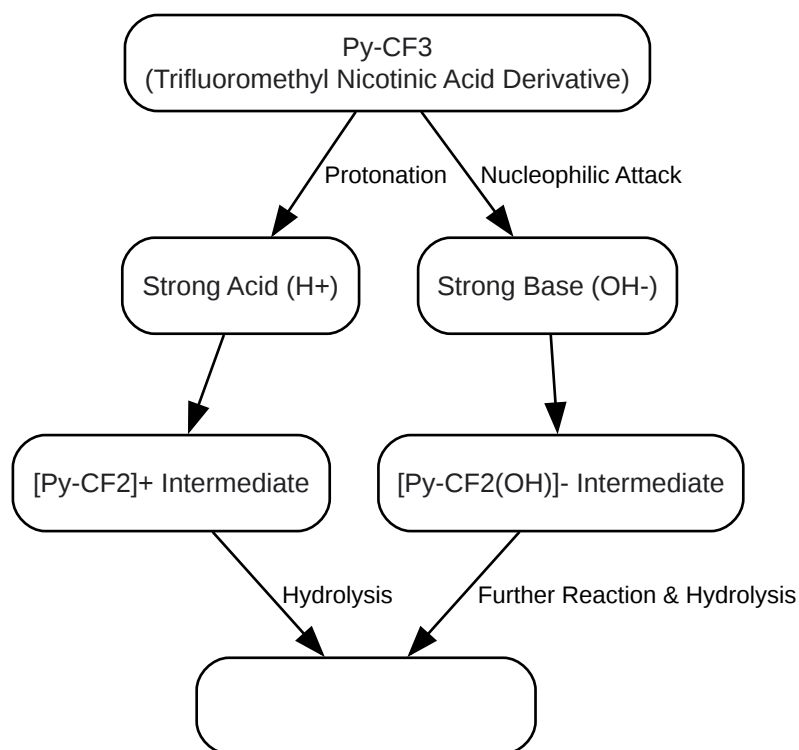 Py-CF3
(Trifluoromethyl Nicotinic Acid Derivative)
Protonation
Nucleophilic Attack
Strong Acid (H+)
Strong Base (OH-)
[Py-CF2]+ Intermediate
[Py-CF2(OH)]- Intermediate
Hydrolysis
Further Reaction & Hydrolysis